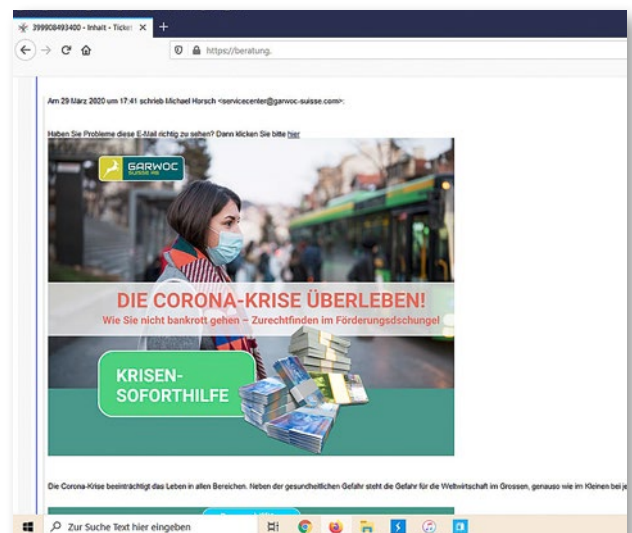 399908493400 - Inhalt - Ticket
https://beratung.
Am 29 März 2020 um 17:41 schrieb Michael Horsch <servicecenter@garwoc-suisse.com>:
Haben Sie Probleme diese E-Mail richtig zu sehen? Dann klicken Sie bitte hier
GARWOC
SUISSE AG
DIE CORONA-KRISE ÜBERLEBEN!
Wie Sie nicht bankrott gehen – Zurechtfinden im Förderungsdschungel
KRISEN-
SOFORTHILFE
Die Corona-Krise beeinträchtigt das Leben in allen Bereichen. Neben der gesundheitlichen Gefahr steht die Gefahr für die Weltwirtschaft im Grossen, genauso wie im Kleinen bei je
Zur Suche Text hier eingeben